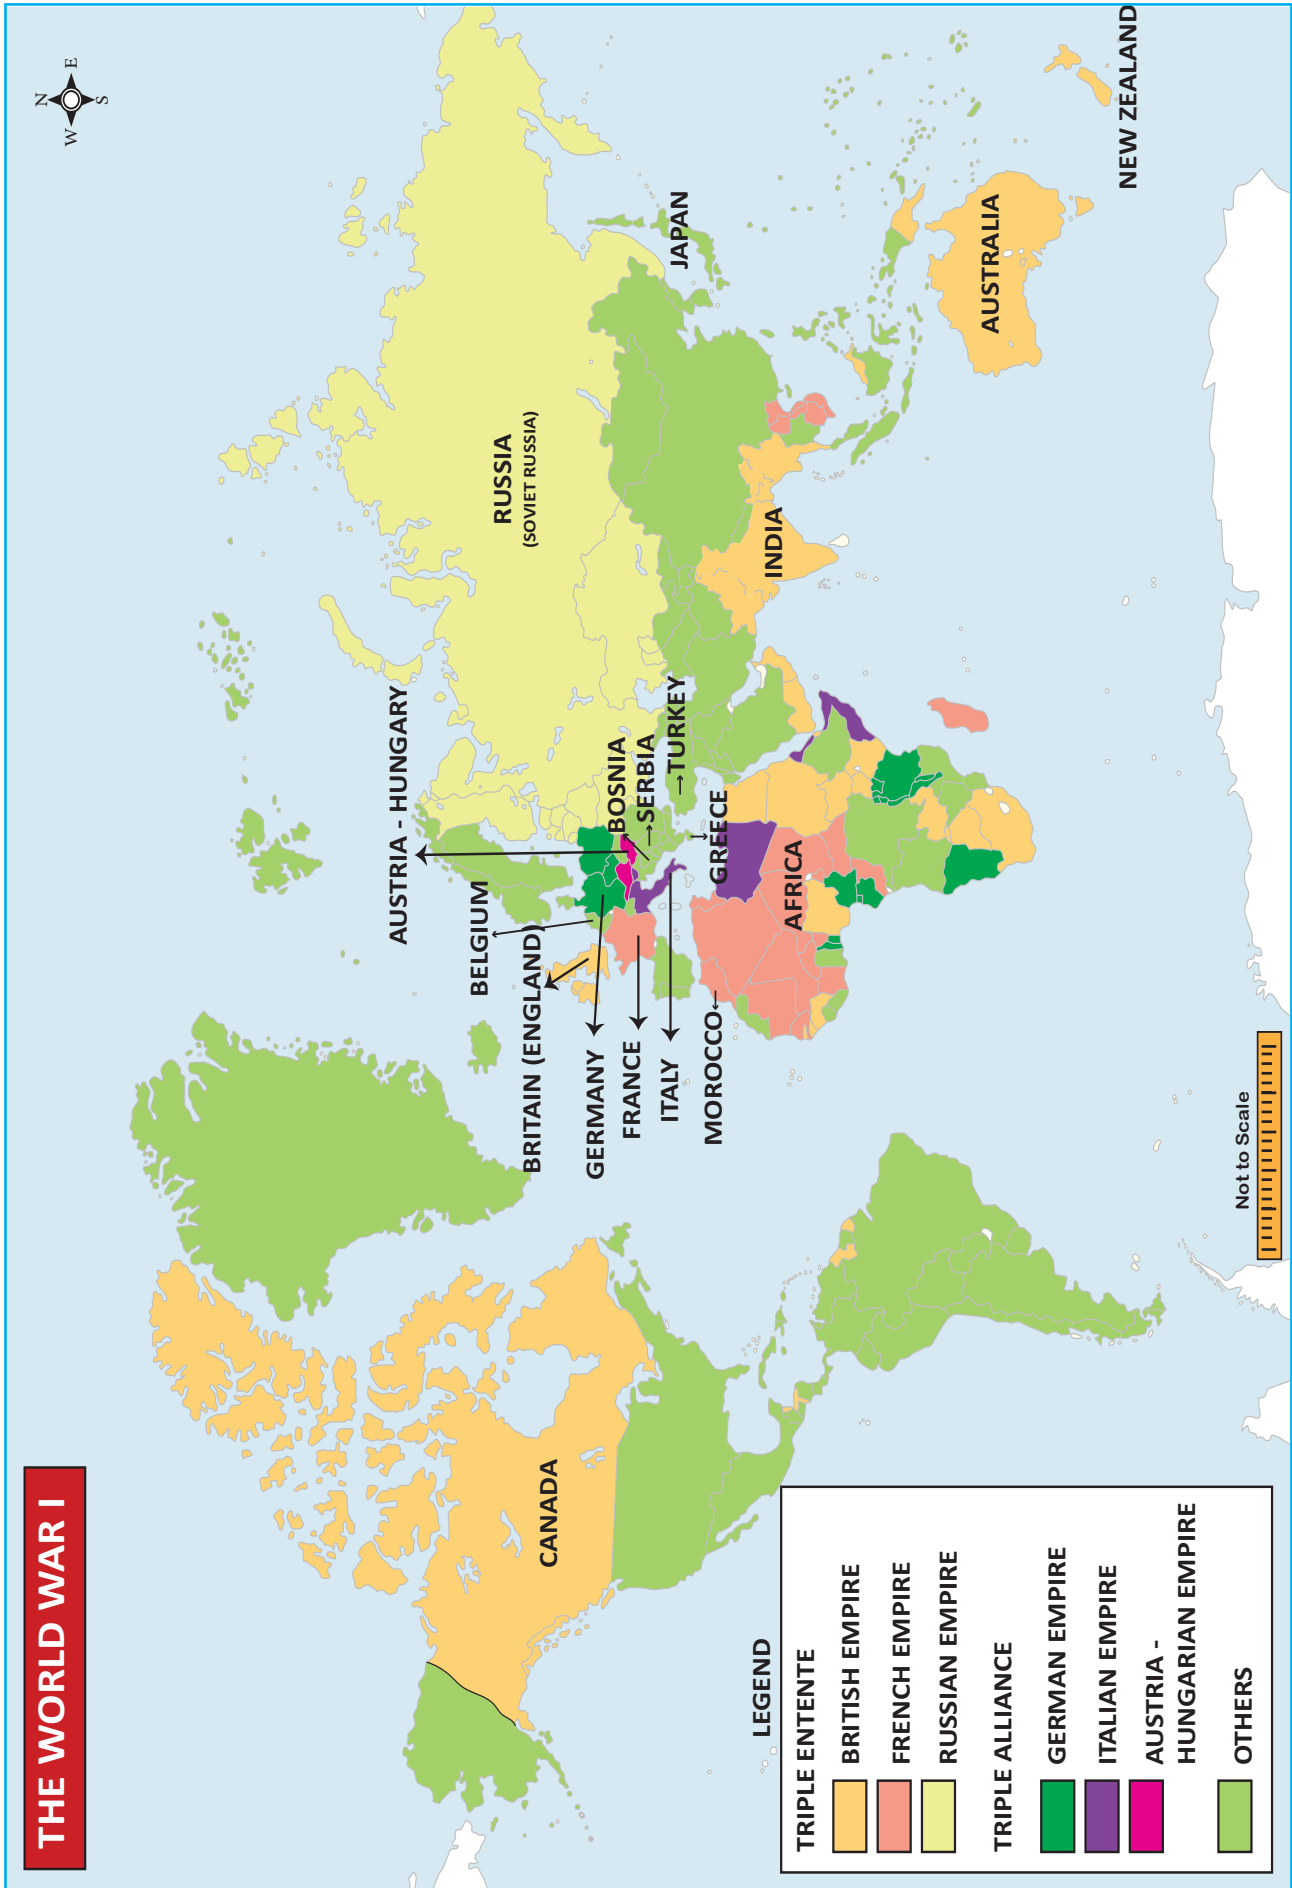 THE WORLD WAR I
N
W
E
S
RUSSIA
(SOVIET RUSSIA)
AUSTRIA - HUNGARY
BELGIUM
BRITAIN (ENGLAND)
GERMANY
FRANCE
ITALY
MOROCCO
BOSNIA
SERBIA
TURKEY
GREECE
AFRICA
CANADA
JAPAN
INDIA
AUSTRALIA
NEW ZEALAND
LEGEND
TRIPLE ENTENTE
BRITISH EMPIRE
FRENCH EMPIRE
RUSSIAN EMPIRE
TRIPLE ALLIANCE
GERMAN EMPIRE
ITALIAN EMPIRE
AUSTRIA -
HUNGARIAN EMPIRE
OTHERS
Not to Scale